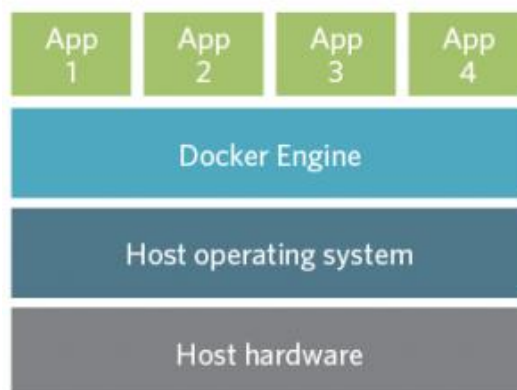 App App App App
1 2 3 4
Docker Engine
Host operating system
Host hardware